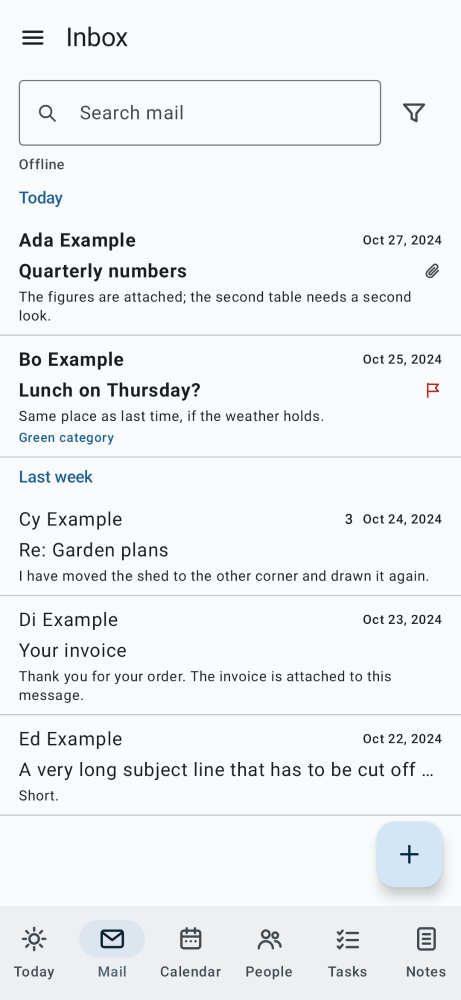 Inbox
Search mail
Offline
Today
Ada Example Oct 27, 2024
Quarterly numbers
The figures are attached; the second table needs a second
look.
Bo Example Oct 25, 2024
Lunch on Thursday?
Same place as last time, if the weather holds.
Green category
Last week
Cy Example 3 Oct 24, 2024
Re: Garden plans
I have moved the shed to the other corner and drawn it again.
Di Example Oct 23, 2024
Your invoice
Thank you for your order. The invoice is attached to this
message.
Ed Example Oct 22, 2024
A very long subject line that has to be cut off …
Short.
Today Mail Calendar People Tasks Notes